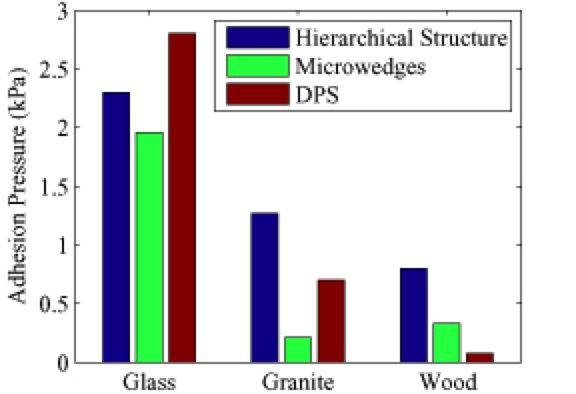 3
2.5
2
1.5
1
0.5
0
Adhesion Pressure (kPa)
Hierarchical Structure
Microwedges
DPS
Glass Granite Wood